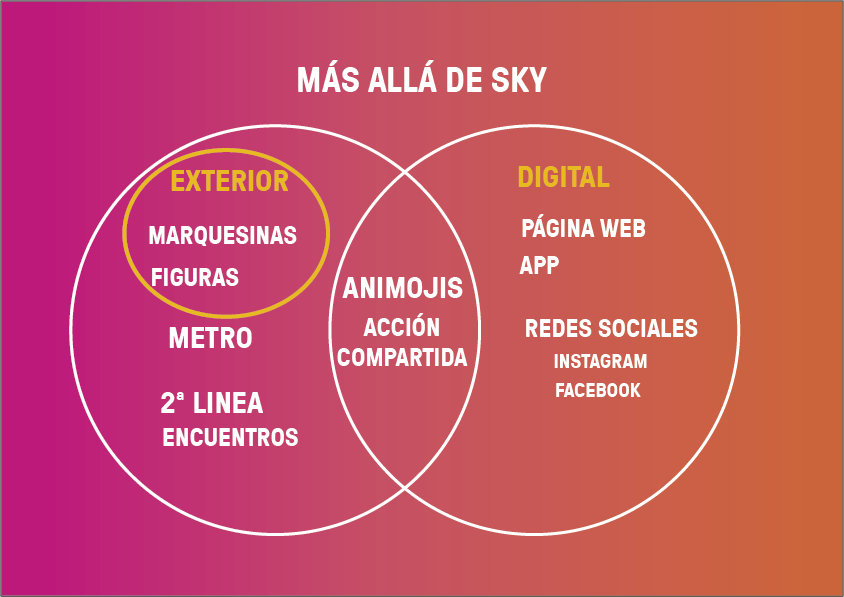 MÁS ALLÁ DE SKY
EXTERIOR
MARQUESINAS
FIGURAS
METRO
2ª LINEA
ENCUENTROS
ANIMOJIS
ACCIÓN
COMPARTIDA
DIGITAL
PÁGINA WEB
APP
REDES SOCIALES
INSTAGRAM
FACEBOOK